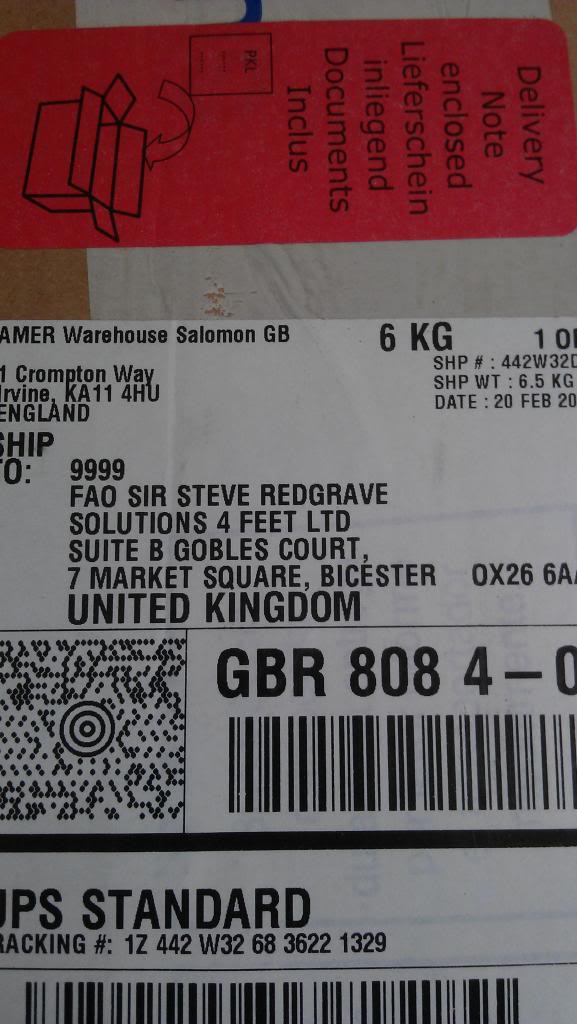 Delivery
Note
enclosed
Lieferschein
inliegend
Documents
Inclus
PKL
AMER Warehouse Salomon GB
6 KG
1 O
1 Crompton Way
Irvine, KA11 4HU
ENGLAND
SHP # : 442W32D
SHP WT : 6.5 KG
DATE : 20 FEB 20
SHIP
TO:
9999
FAO SIR STEVE REDGRAVE
SOLUTIONS 4 FEET LTD
SUITE B GOBLES COURT,
7 MARKET SQUARE, BICESTER OX26 6A
UNITED KINGDOM
GBR 808 4-0
UPS STANDARD
RACKING #: 1Z 442 W32 68 3622 1329